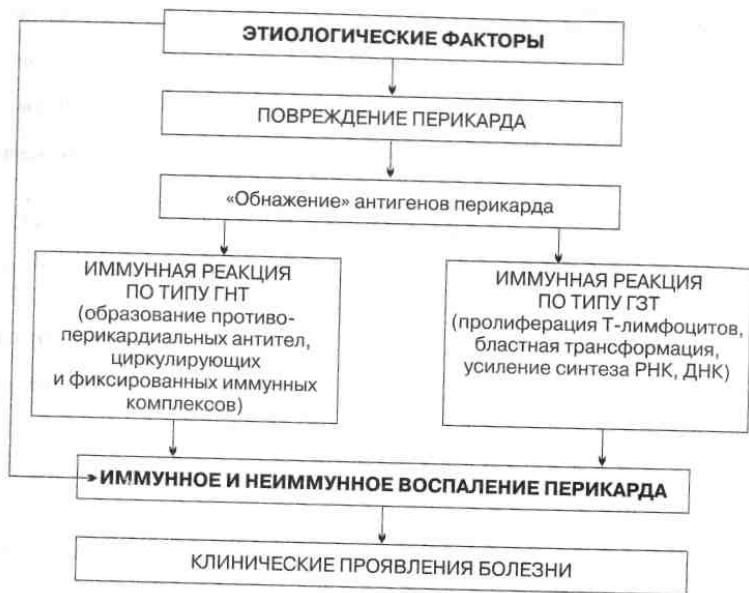 ЭТИОЛОГИЧЕСКИЕ ФАКТОРЫ
ПОВРЕЖДЕНИЕ ПЕРИКАРДА
«Обнажение» антигенов перикарда
ИММУННАЯ РЕАКЦИЯ
ПО ТИПУ ГНТ
(образование противо-
перикардиальных антител,
циркулирующих
и фиксированных иммунных
комплексов)
ИММУННАЯ РЕАКЦИЯ
ПО ТИПУ ГЗТ
(пролиферация Т-лимфоцитов,
бластная трансформация,
усиление синтеза РНК, ДНК)
ИММУННОЕ И НЕИММУННОЕ ВОСПАЛЕНИЕ ПЕРИКАРДА
КЛИНИЧЕСКИЕ ПРОЯВЛЕНИЯ БОЛЕЗНИ